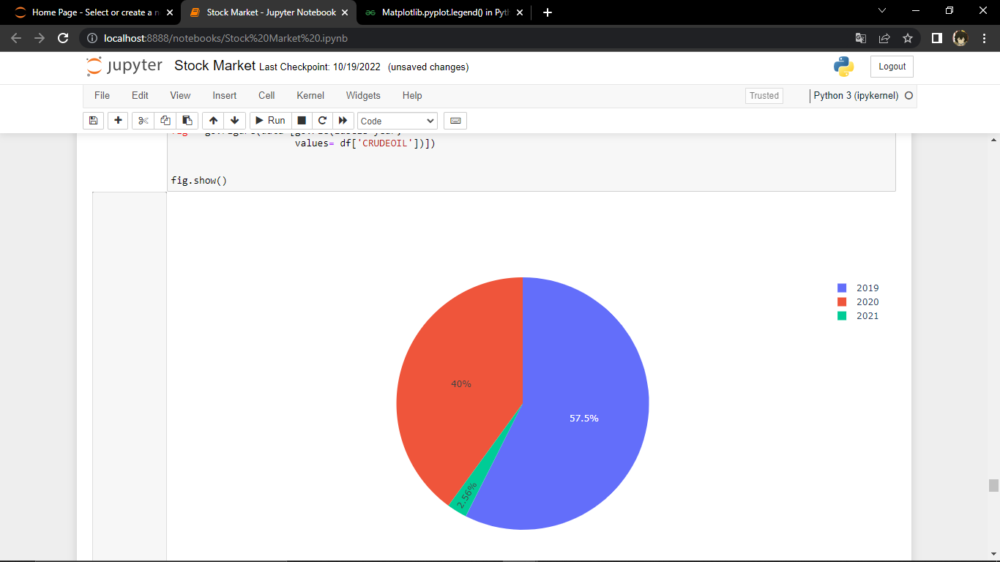 Home Page - Select or create a n
Stock Market - Jupyter Notebook
Matplotlib.pyplot.legend() in Pyth
localhost:8888/notebooks/Stock%20Market%20.ipynb
jupyter Stock Market Last Checkpoint: 10/19/2022 (unsaved changes)
Logout
File Edit View Insert Cell Kernel Widgets Help
Trusted
Python 3 (ipykernel)
Run
Code
values= df['CRUDEOIL'])])
fig.show()
2019
2020
2021
40%
57.5%
2.56%